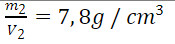 m₂/V₂ = 7,8g / cm³